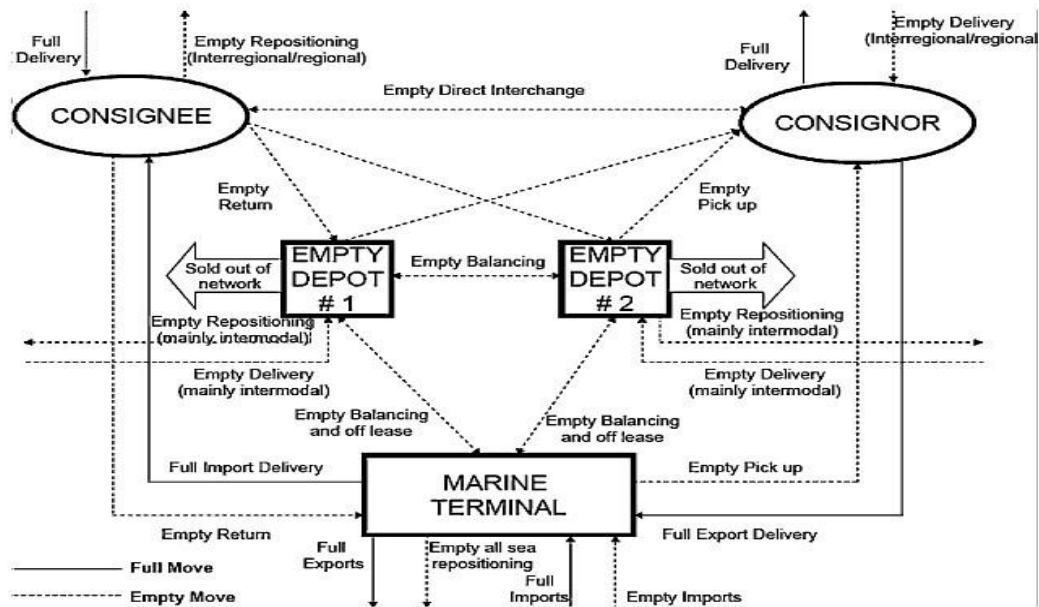 Full
Delivery
Empty Repositioning
(Interregional/regional)
Full
Delivery
Empty Delivery
(Interregional/regional
CONSIGNEE
Empty Direct Interchange
CONSIGNOR
Empty
Return
Empty
Pick up
Sold out of
network
EMPTY
DEPOT
# 1
Empty Balancing
EMPTY
DEPOT
# 2
Sold out of
network
Empty Repositioning
(mainly intermodal)
Empty Repositioning
(mainly intermodal)
Empty Delivery
(mainly intermodal)
Empty Delivery
(mainly intermodal)
Empty Balancing
and off lease
Empty Balancing
and off lease
Full Import Delivery
MARINE
TERMINAL
Empty Pick up
Empty Return
Full Export Delivery
Full
Exports
Empty all sea
repositioning
Full
Imports
Empty Imports
Full Move
Empty Move